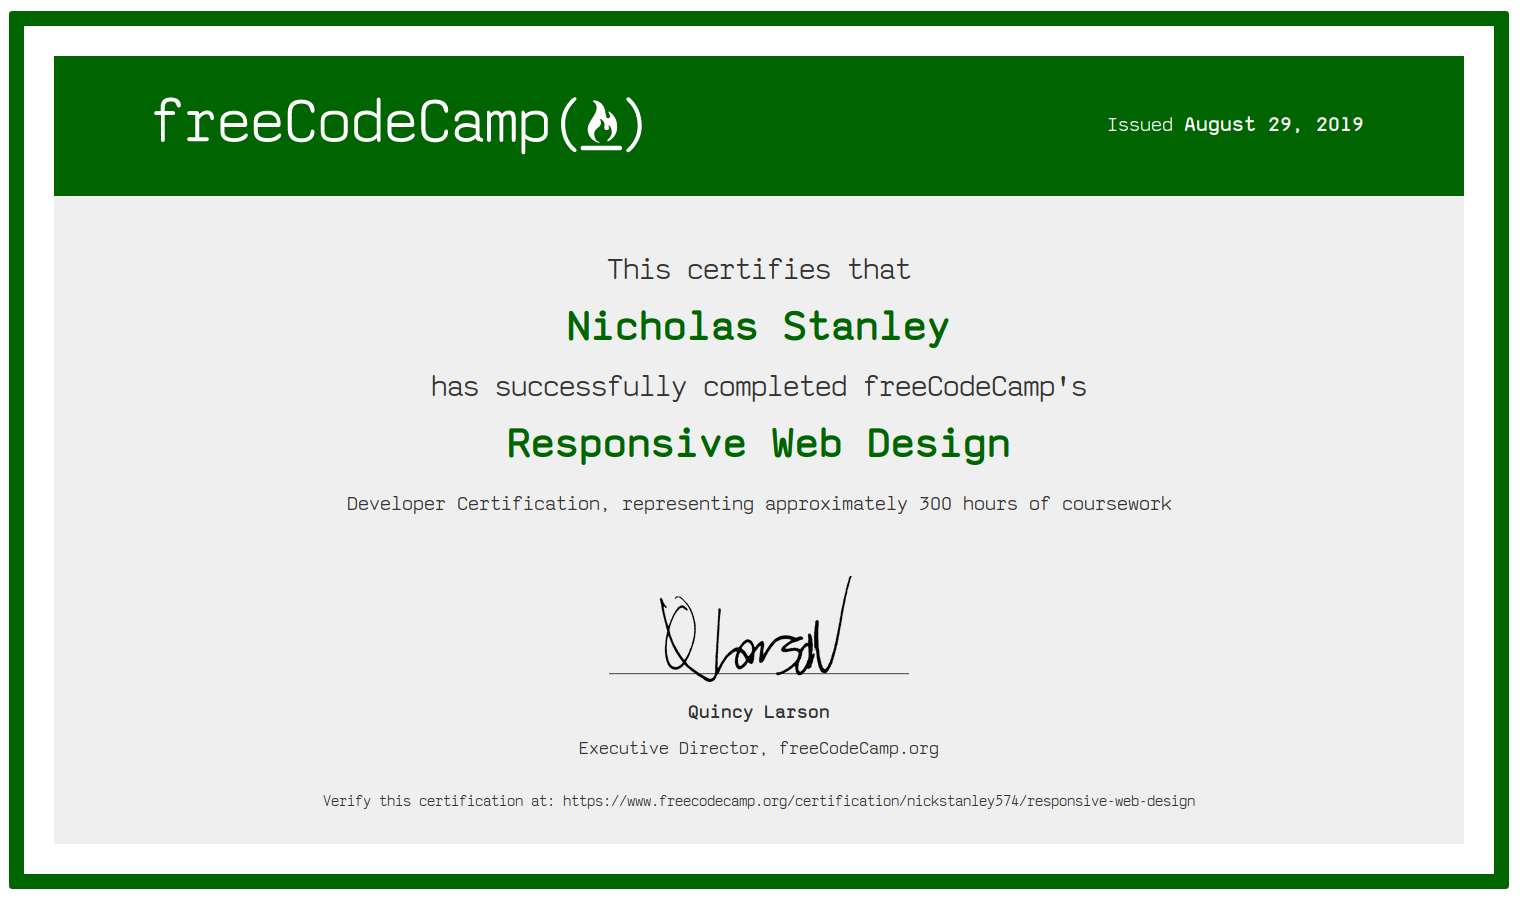 freeCodeCamp(🔥)
Issued August 29, 2019
This certifies that
Nicholas Stanley
has successfully completed freeCodeCamp's
Responsive Web Design
Developer Certification, representing approximately 300 hours of coursework
Q Larson
Quincy Larson
Executive Director, freeCodeCamp.org
Verify this certification at: https://www.freecodecamp.org/certification/nickstanley574/responsive-web-design